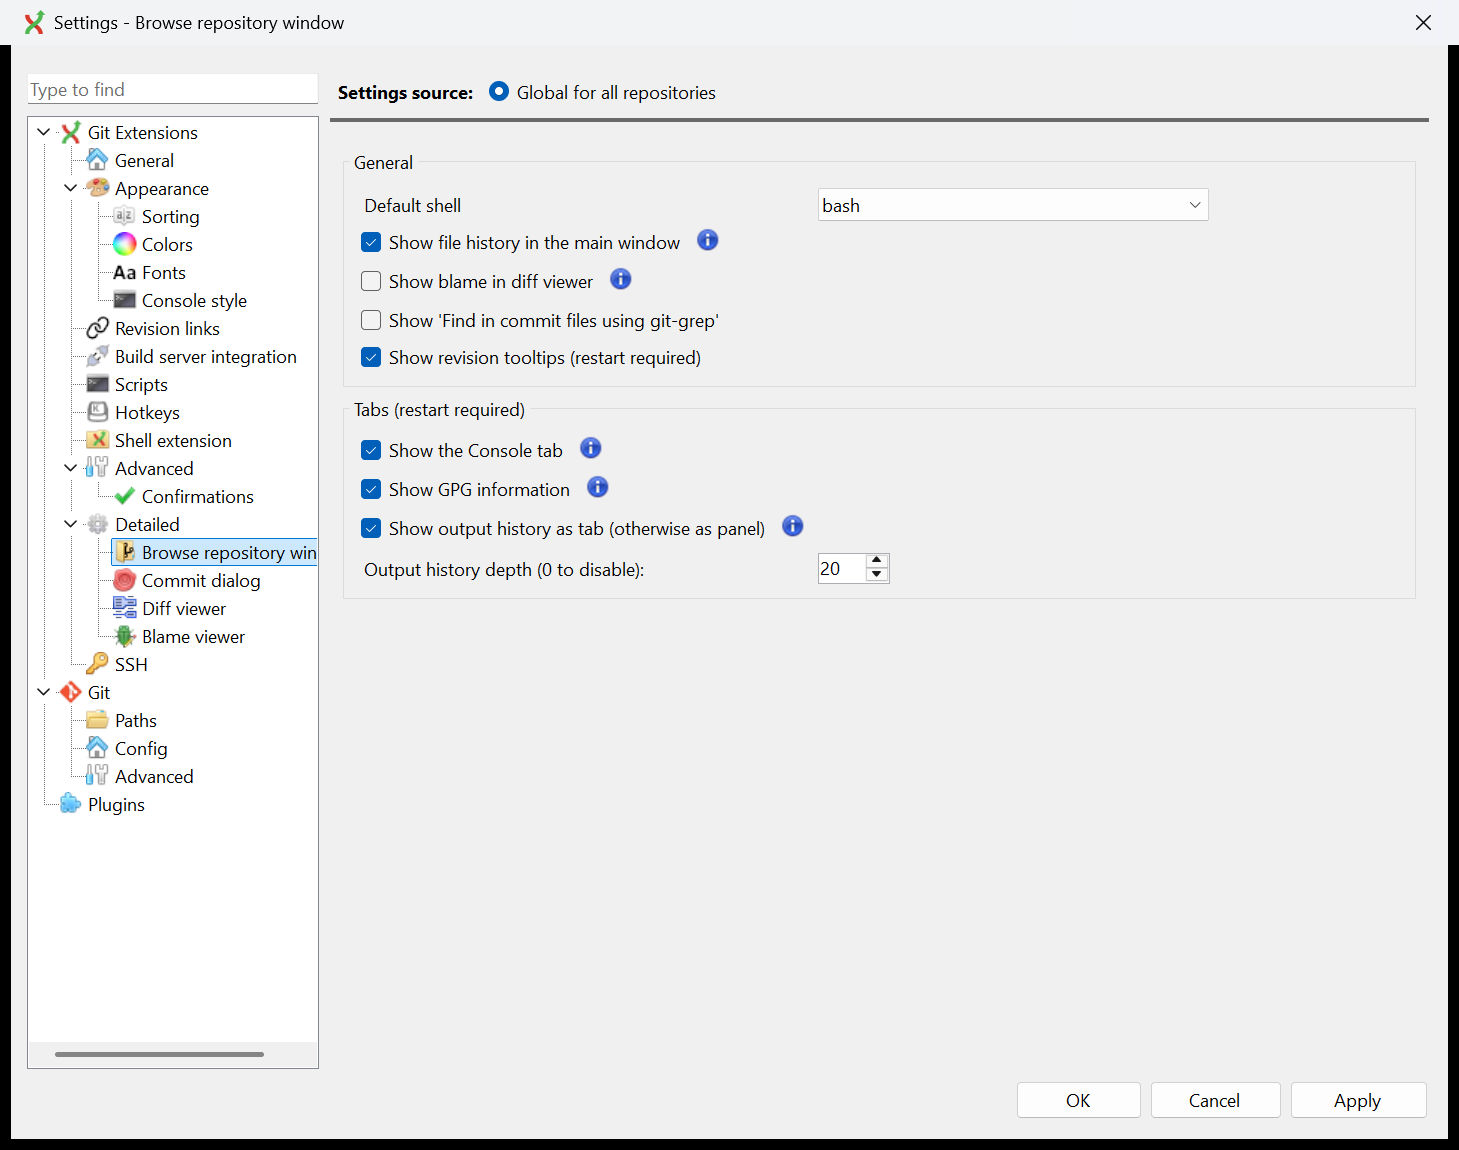 Settings - Browse repository window
Type to find
Git Extensions
General
Appearance
Sorting
Colors
Aa Fonts
Console style
Revision links
Build server integration
Scripts
Hotkeys
Shell extension
Advanced
Confirmations
Detailed
Browse repository win
Commit dialog
Diff viewer
Blame viewer
SSH
Git
Paths
Config
Advanced
Plugins
Settings source: Global for all repositories
General
Default shell bash
Show file history in the main window
Show blame in diff viewer
Show 'Find in commit files using git-grep'
Show revision tooltips (restart required)
Tabs (restart required)
Show the Console tab
Show GPG information
Show output history as tab (otherwise as panel)
Output history depth (0 to disable): 20
OK Cancel Apply